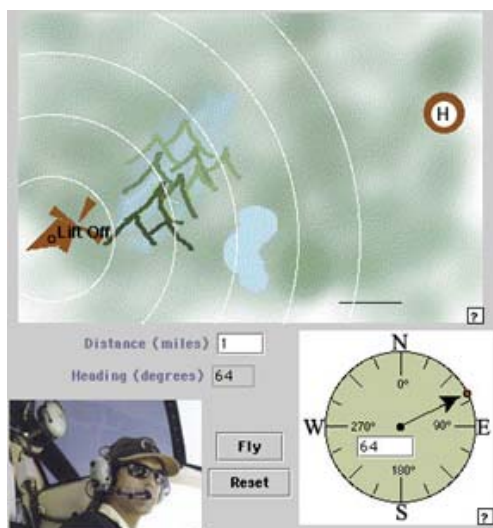 H
Lift Off
?
Distance (miles) 1
Heading (degrees) 64
Fly
Reset
N
0°
W 270° 90° E
64
180°
S
?